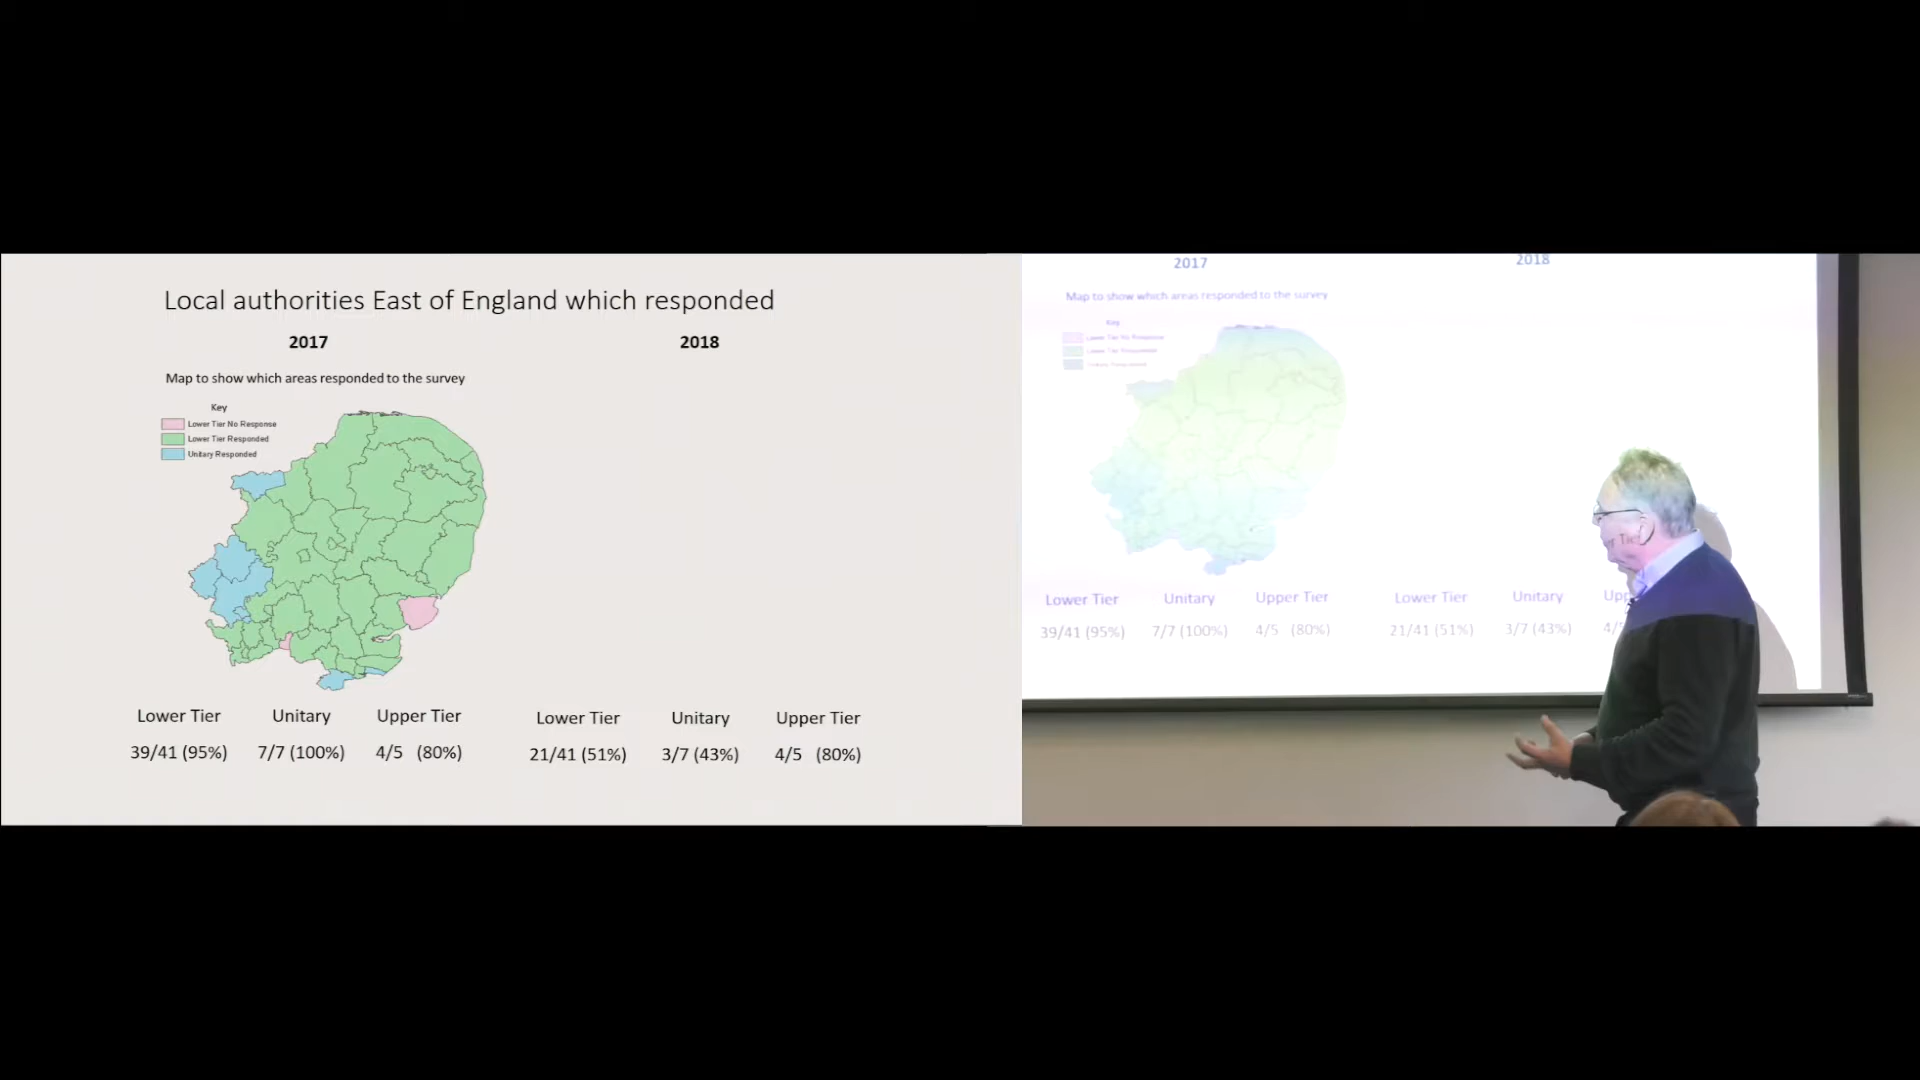 Local authorities East of England which responded
2017 2018
Map to show which areas responded to the survey
Key
Lower Tier No Response
Lower Tier Responded
Unitary Responded
Lower Tier Unitary Upper Tier
39/41 (95%) 7/7 (100%) 4/5 (80%)
Lower Tier Unitary Upper Tier
21/41 (51%) 3/7 (43%) 4/5 (80%)
2017 2018
Map to show which areas responded to the survey
Key
Lower Tier No Response
Lower Tier Responded
Unitary Responded
Lower Tier Unitary Upper Tier
39/41 (95%) 7/7 (100%) 4/5 (80%)
Lower Tier Unitary
21/41 (51%) 3/7 (43%)